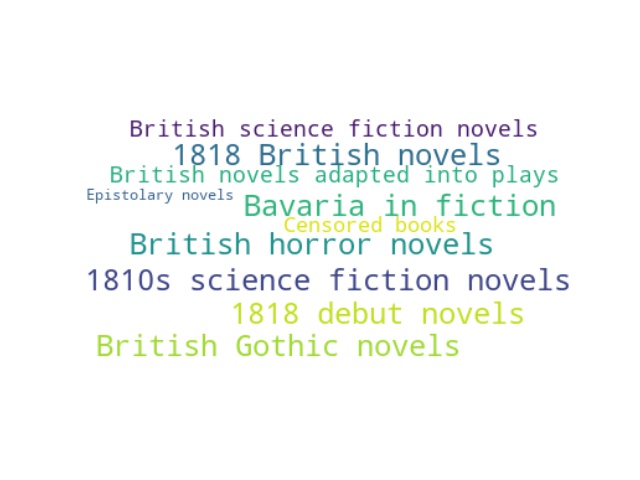 British science fiction novels
1818 British novels
British novels adapted into plays
Epistolary novels
Bavaria in fiction
Censored books
British horror novels
1810s science fiction novels
1818 debut novels
British Gothic novels